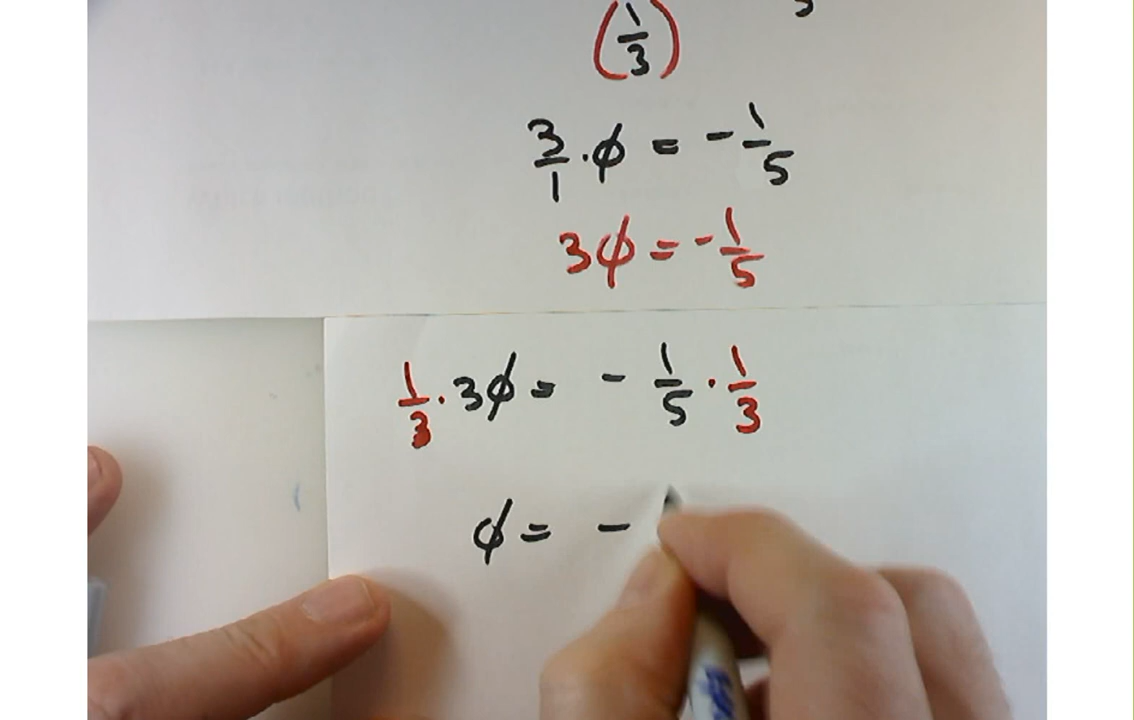 (1/3)
3/1 · ϕ = - 1/5
3ϕ = - 1/5
1/3 · 3ϕ = - 1/5 · 1/3
ϕ = -